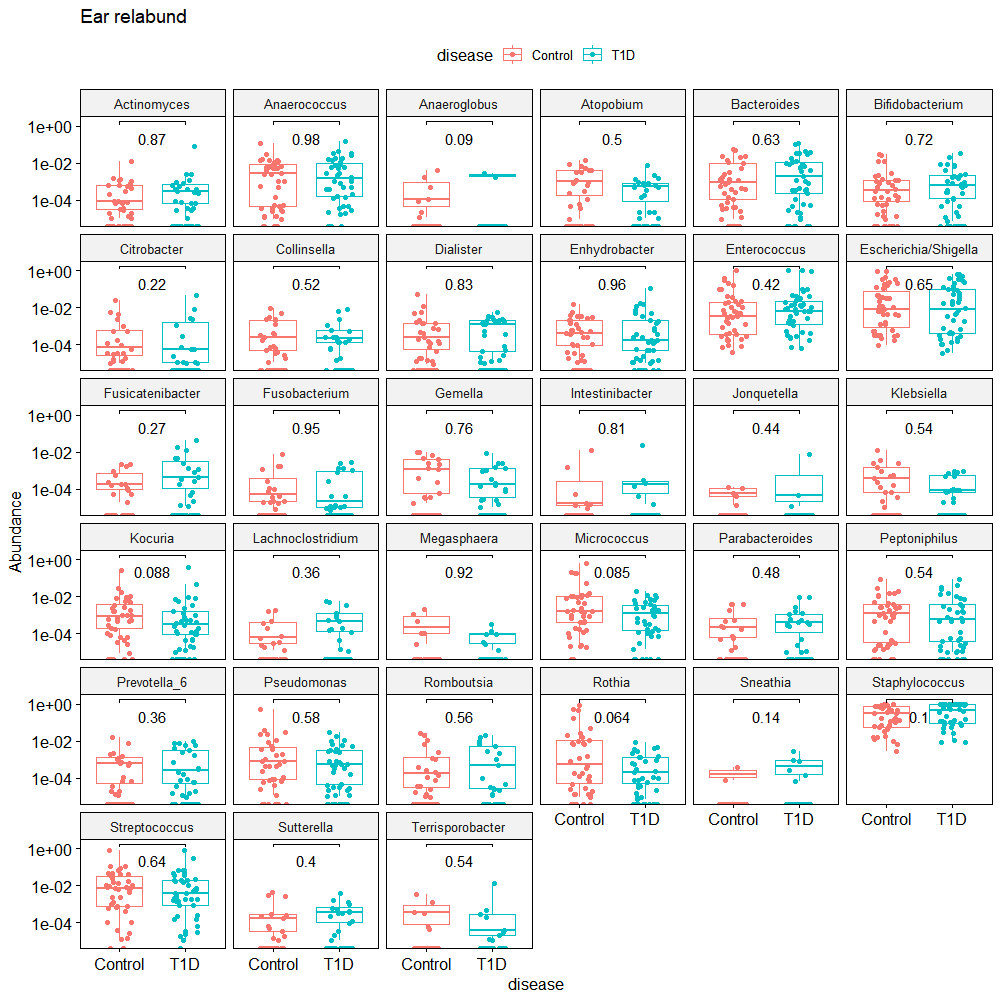 Ear relabund
disease Control T1D
Actinomyces Anaerococcus Anaeroglobus Atopobium Bacteroides Bifidobacterium
1e+00
0.87 0.98 0.09 0.5 0.63 0.72
1e-02
1e-04
Citrobacter Collinsella Dialister Enhydrobacter Enterococcus Escherichia/Shigella
1e+00
0.22 0.52 0.83 0.96 0.42 0.65
1e-02
1e-04
Fusicatenibacter Fusobacterium Gemella Intestinibacter Jonquetella Klebsiella
1e+00
0.27 0.95 0.76 0.81 0.44 0.54
1e-02
1e-04
Abundance
Kocuria Lachnoclostridium Megasphaera Micrococcus Parabacteroides Peptoniphilus
1e+00
0.088 0.36 0.92 0.085 0.48 0.54
1e-02
1e-04
Prevotella_6 Pseudomonas Romboutsia Rothia Sneathia Staphylococcus
1e+00
0.36 0.58 0.56 0.064 0.14 0.1
1e-02
1e-04
Control T1D Control T1D Control T1D
Streptococcus Sutterella Terrisporobacter
1e+00
0.64 0.4 0.54
1e-02
1e-04
Control T1D Control T1D Control T1D
disease